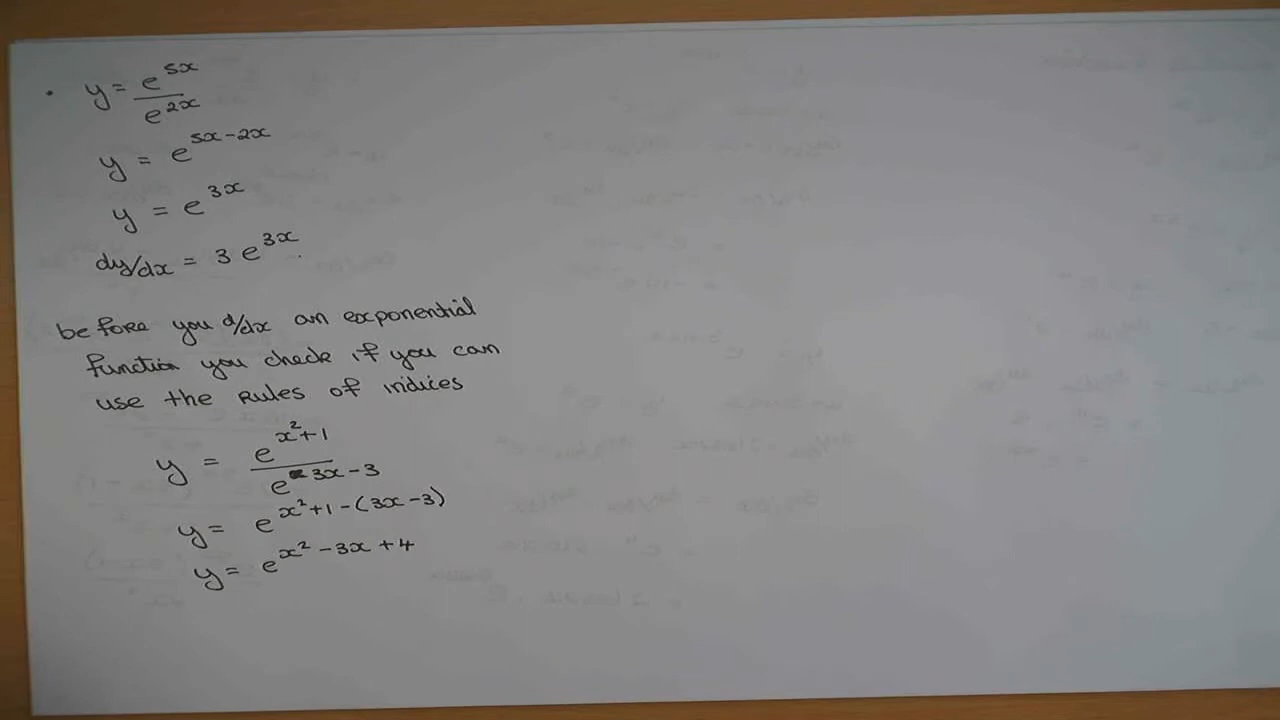 • y = e^5x / e^2x
y = e^5x-2x
y = e^3x
dy/dx = 3 e^3x.
before you d/dx an exponential
function you check if you can
use the rules of indices
y = e^x²+1 / e^3x-3
y = e^x²+1-(3x-3)
y = e^x²-3x+4